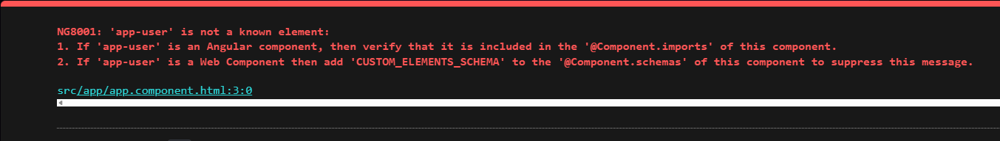 NG8001: 'app-user' is not a known element:
1. If 'app-user' is an Angular component, then verify that it is included in the '@Component.imports' of this component.
2. If 'app-user' is a Web Component then add 'CUSTOM_ELEMENTS_SCHEMA' to the '@Component.schemas' of this component to suppress this message.
src/app/app.component.html:3:0